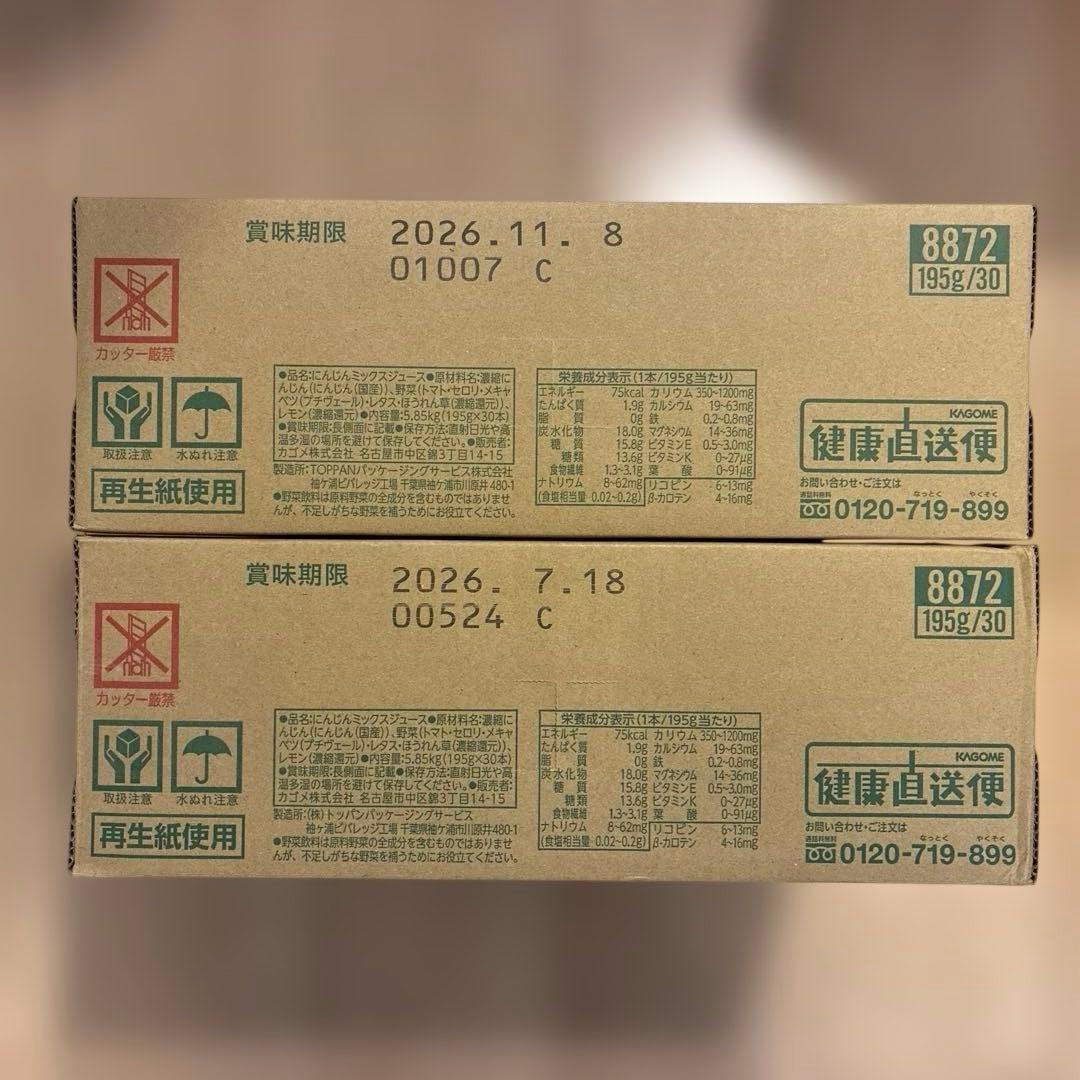 賞味期限 2026.11. 8
01007 C
8872
195g/30
カッター厳禁
取扱注意 水ぬれ注意
再生紙使用
●品名:にんじんミックスジュース●原材料名:濃縮に
んじん(にんじん(国産))、野菜(トマト・セロリ・メキャ
ベツ(プチヴェール)・レタス・ほうれん草(濃縮還元))、
レモン(濃縮還元)●内容量:5.85kg(195g×30本)
●賞味期限:長側面に記載●保存方法:直射日光や高
温多湿の場所を避けて保存してください。●販売者:
カゴメ株式会社 名古屋市中区錦3丁目14-15
製造所:TOPPANパッケージングサービス株式会社
袖ケ浦ビバレッジ工場 千葉県袖ケ浦市川原井480-1
●野菜飲料は原料野菜の全成分を含むものではありませ
んが、不足しがちな野菜を補うためにお役立てください。
栄養成分表示(1本/195g当たり)
エネルギー 75kcal カリウム 350~1200mg
たんぱく質 1.9g カルシウム 19~63mg
脂質 0g 鉄 0.2~0.8mg
炭水化物 18.0g マグネシウム 14~36mg
糖質 15.8g ビタミンE 0.5~3.0mg
糖類 13.6g ビタミンK 0~27μg
食物繊維 1.3~3.1g 葉酸 0~91μg
ナトリウム 8~62mg リコピン 6~13mg
(食塩相当量 0.02~0.2g) β-カロテン 4~16mg
KAGOME
健康直送便
お問い合わせ・ご注文は
なっとく やくそく
通話料無料 0120-719-899
賞味期限 2026. 7.18
00524 C
8872
195g/30
カッター厳禁
取扱注意 水ぬれ注意
再生紙使用
●品名:にんじんミックスジュース●原材料名:濃縮に
んじん(にんじん(国産))、野菜(トマト・セロリ・メキャ
ベツ(プチヴェール)・レタス・ほうれん草(濃縮還元))、
レモン(濃縮還元)●内容量:5.85kg(195g×30本)
●賞味期限:長側面に記載●保存方法:直射日光や高
温多湿の場所を避けて保存してください。●販売者:
カゴメ株式会社 名古屋市中区錦3丁目14-15
製造所:(株)トッパンパッケージングサービス
袖ヶ浦ビバレッジ工場 千葉県袖ケ浦市川原井480-1
●野菜飲料は原料野菜の全成分を含むものではありませ
んが、不足しがちな野菜を補うためにお役立てください。
栄養成分表示(1本/195g当たり)
エネルギー 75kcal カリウム 350~1200mg
たんぱく質 1.9g カルシウム 19~63mg
脂質 0g 鉄 0.2~0.8mg
炭水化物 18.0g マグネシウム 14~36mg
糖質 15.8g ビタミンE 0.5~3.0mg
糖類 13.6g ビタミンK 0~27μg
食物繊維 1.3~3.1g 葉酸 0~91μg
ナトリウム 8~62mg リコピン 6~13mg
(食塩相当量 0.02~0.2g) β-カロテン 4~16mg
KAGOME
健康直送便
お問い合わせ・ご注文は
なっとく やくそく
通話料無料 0120-719-899